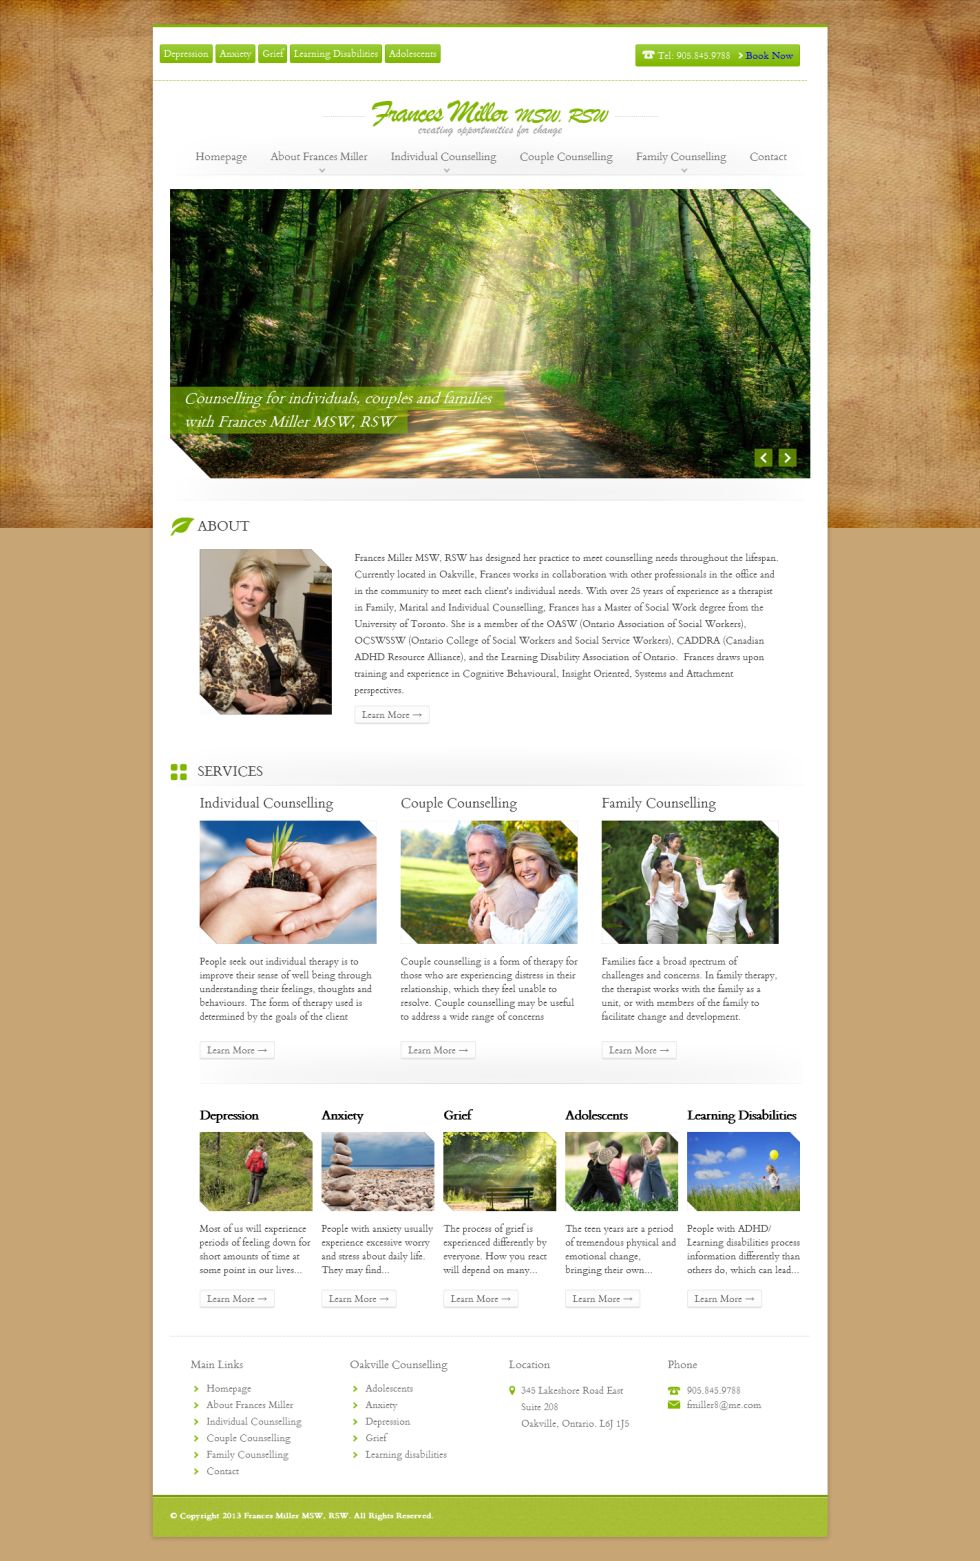 Depression Anxiety Grief Learning Disabilities Adolescents
Tel: 905.845.9788 Book Now
Frances Miller MSW, RSW
creating opportunities for change
Homepage About Frances Miller Individual Counselling Couple Counselling Family Counselling Contact
Counselling for individuals, couples and families
with Frances Miller MSW, RSW
ABOUT
Frances Miller MSW, RSW has designed her practice to meet counselling needs throughout the lifespan.
Currently located in Oakville, Frances works in collaboration with other professionals in the office and
in the community to meet each client's individual needs. With over 25 years of experience as a therapist
in Family, Marital and Individual Counselling, Frances has a Master of Social Work degree from the
University of Toronto. She is a member of the OASW (Ontario Association of Social Workers),
OCSWSSW (Ontario College of Social Workers and Social Service Workers), CADDRA (Canadian
ADHD Resource Alliance), and the Learning Disability Association of Ontario. Frances draws upon
training and experience in Cognitive Behavioural, Insight Oriented, Systems and Attachment
perspectives.
Learn More →
SERVICES
Individual Counselling
People seek out individual therapy is to
improve their sense of well being through
understanding their feelings, thoughts and
behaviours. The form of therapy used is
determined by the goals of the client
Learn More →
Couple Counselling
Couple counselling is a form of therapy for
those who are experiencing distress in their
relationship, which they feel unable to
resolve. Couple counselling may be useful
to address a wide range of concerns
Learn More →
Family Counselling
Families face a broad spectrum of
challenges and concerns. In family therapy,
the therapist works with the family as a
unit, or with members of the family to
facilitate change and development.
Learn More →
Depression
Most of us will experience
periods of feeling down for
short amounts of time at
some point in our lives...
Learn More →
Anxiety
People with anxiety usually
experience excessive worry
and stress about daily life.
They may find...
Learn More →
Grief
The process of grief is
experienced differently by
everyone. How you react
will depend on many...
Learn More →
Adolescents
The teen years are a period
of tremendous physical and
emotional change,
bringing their own...
Learn More →
Learning Disabilities
People with ADHD/
Learning disabilities process
information differently than
others do, which can lead...
Learn More →
Main Links
Homepage
About Frances Miller
Individual Counselling
Couple Counselling
Family Counselling
Contact
Oakville Counselling
Adolescents
Anxiety
Depression
Grief
Learning disabilities
Location
345 Lakeshore Road East
Suite 208
Oakville, Ontario. L6J 1J5
Phone
905.845.9788
fmiller8@me.com
© Copyright 2013 Frances Miller MSW, RSW. All Rights Reserved.